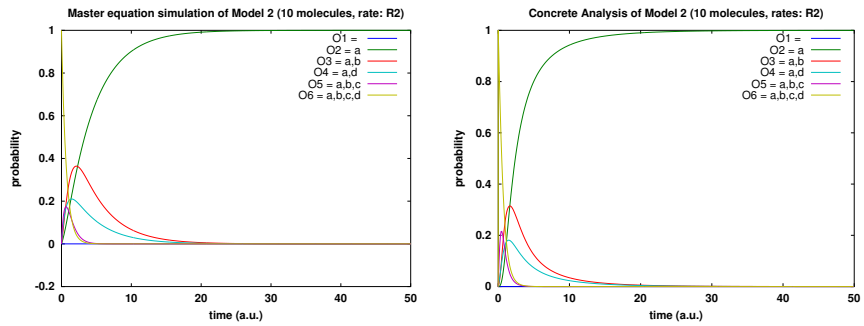 Master equation simulation of Model 2 (10 molecules, rate: R2)
O1 =
O2 = a
O3 = a,b
O4 = a,d
O5 = a,b,c
O6 = a,b,c,d
1
0.8
0.6
0.4
0.2
0
-0.2
probability
0 10 20 30 40 50
time (a.u.)
Concrete Analysis of Model 2 (10 molecules, rates: R2)
O1 =
O2 = a
O3 = a,b
O4 = a,d
O5 = a,b,c
O6 = a,b,c,d
1
0.8
0.6
0.4
0.2
0
probability
0 10 20 30 40 50
time (a.u.)